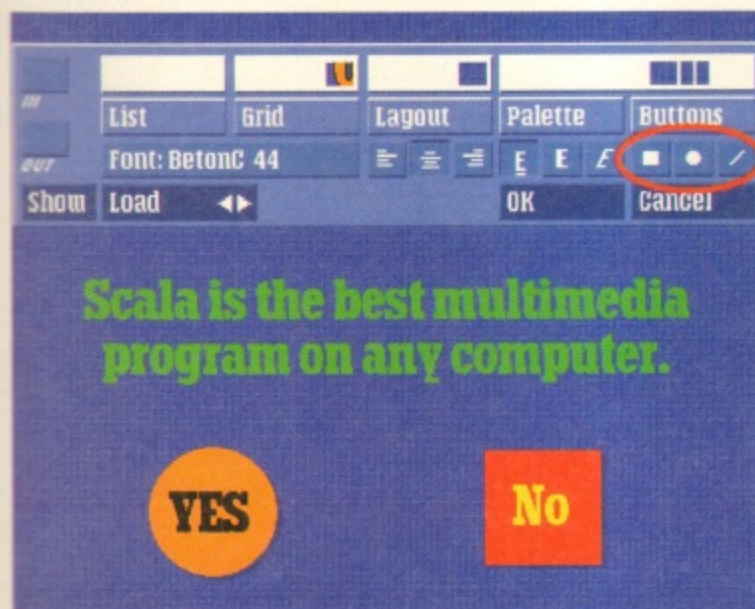 IN
List Grid Layout Palette Buttons
OUT
Font: BetonC 44 E E E
Show Load OK Cancel
Scala is the best multimedia
program on any computer.
YES No